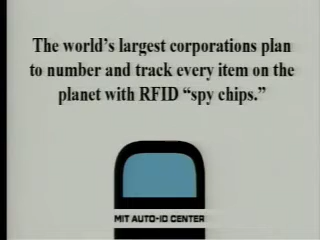 The world's largest corporations plan
to number and track every item on the
planet with RFID “spy chips.”
MIT AUTO-ID CENTER